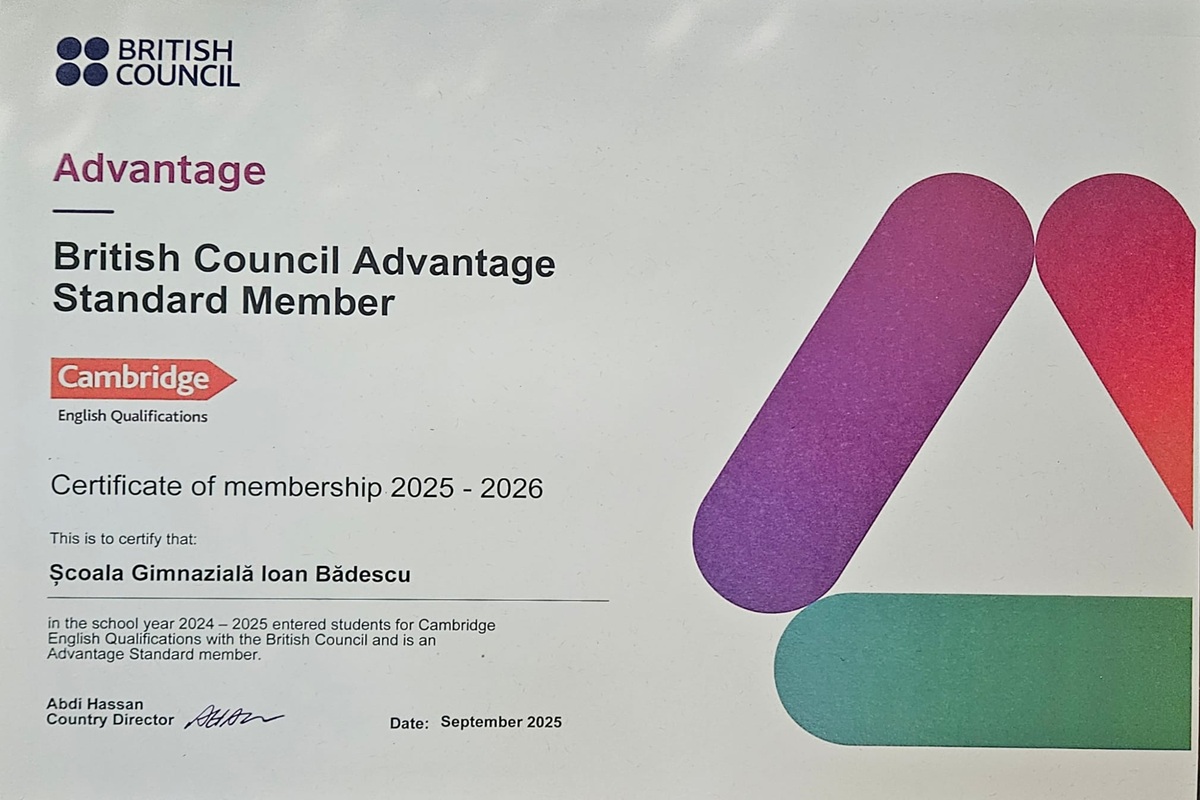 BRITISH
COUNCIL
Advantage
British Council Advantage
Standard Member
Cambridge
English Qualifications
Certificate of membership 2025 - 2026
This is to certify that:
Școala Gimnazială Ioan Bădescu
in the school year 2024 – 2025 entered students for Cambridge
English Qualifications with the British Council and is an
Advantage Standard member.
Abdi Hassan
Country Director
Date: September 2025